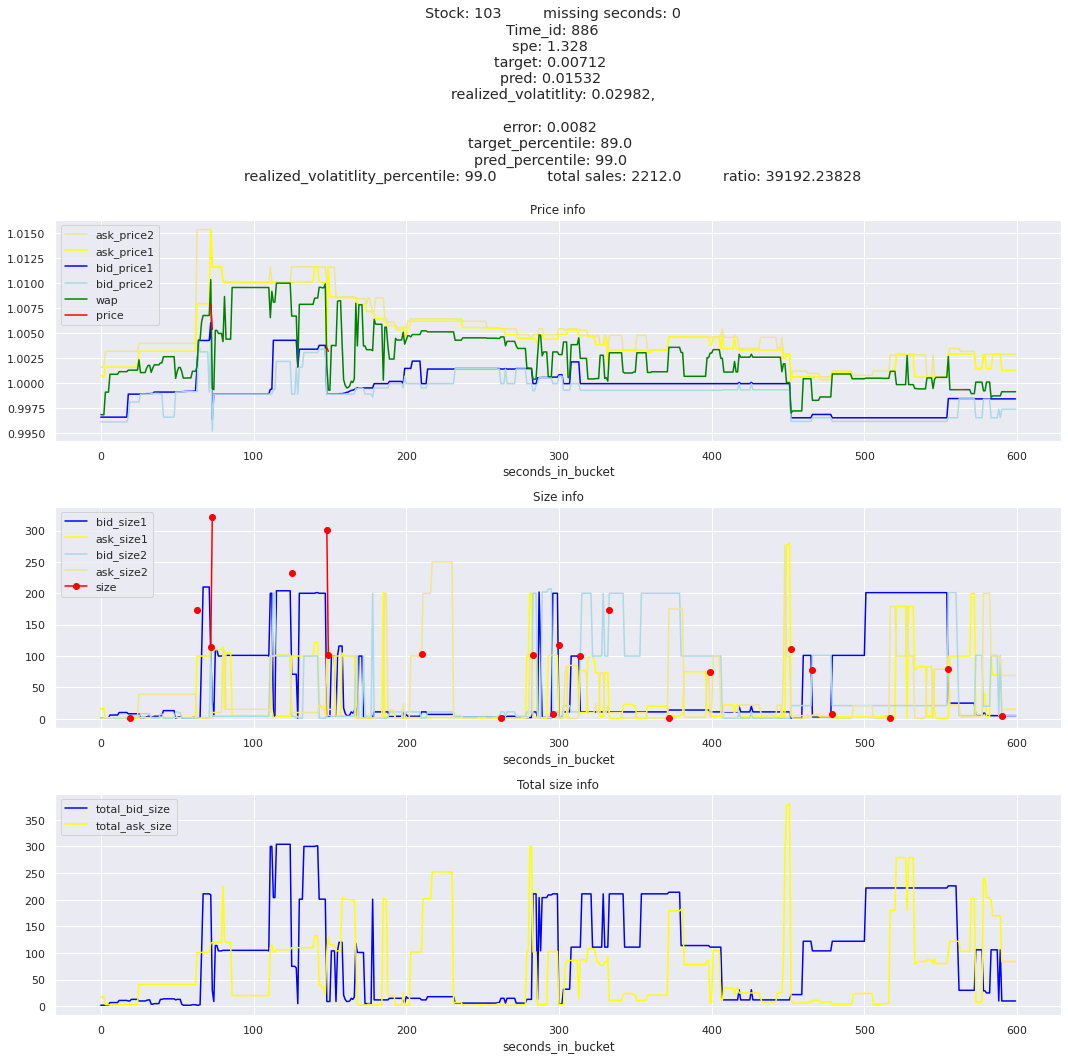 Stock: 103 missing seconds: 0
Time_id: 886
spe: 1.328
target: 0.00712
pred: 0.01532
realized_volatitlity: 0.02982,
error: 0.0082
target_percentile: 89.0
pred_percentile: 99.0
realized_volatitlity_percentile: 99.0 total sales: 2212.0 ratio: 39192.23828
Price info
1.0150
1.0125
1.0100
1.0075
1.0050
1.0025
1.0000
0.9975
0.9950
ask_price2
ask_price1
bid_price1
bid_price2
wap
price
0 100 200 300 400 500 600
seconds_in_bucket
Size info
300
250
200
150
100
50
0
bid_size1
ask_size1
bid_size2
ask_size2
size
0 100 200 300 400 500 600
seconds_in_bucket
Total size info
350
300
250
200
150
100
50
0
total_bid_size
total_ask_size
0 100 200 300 400 500 600
seconds_in_bucket